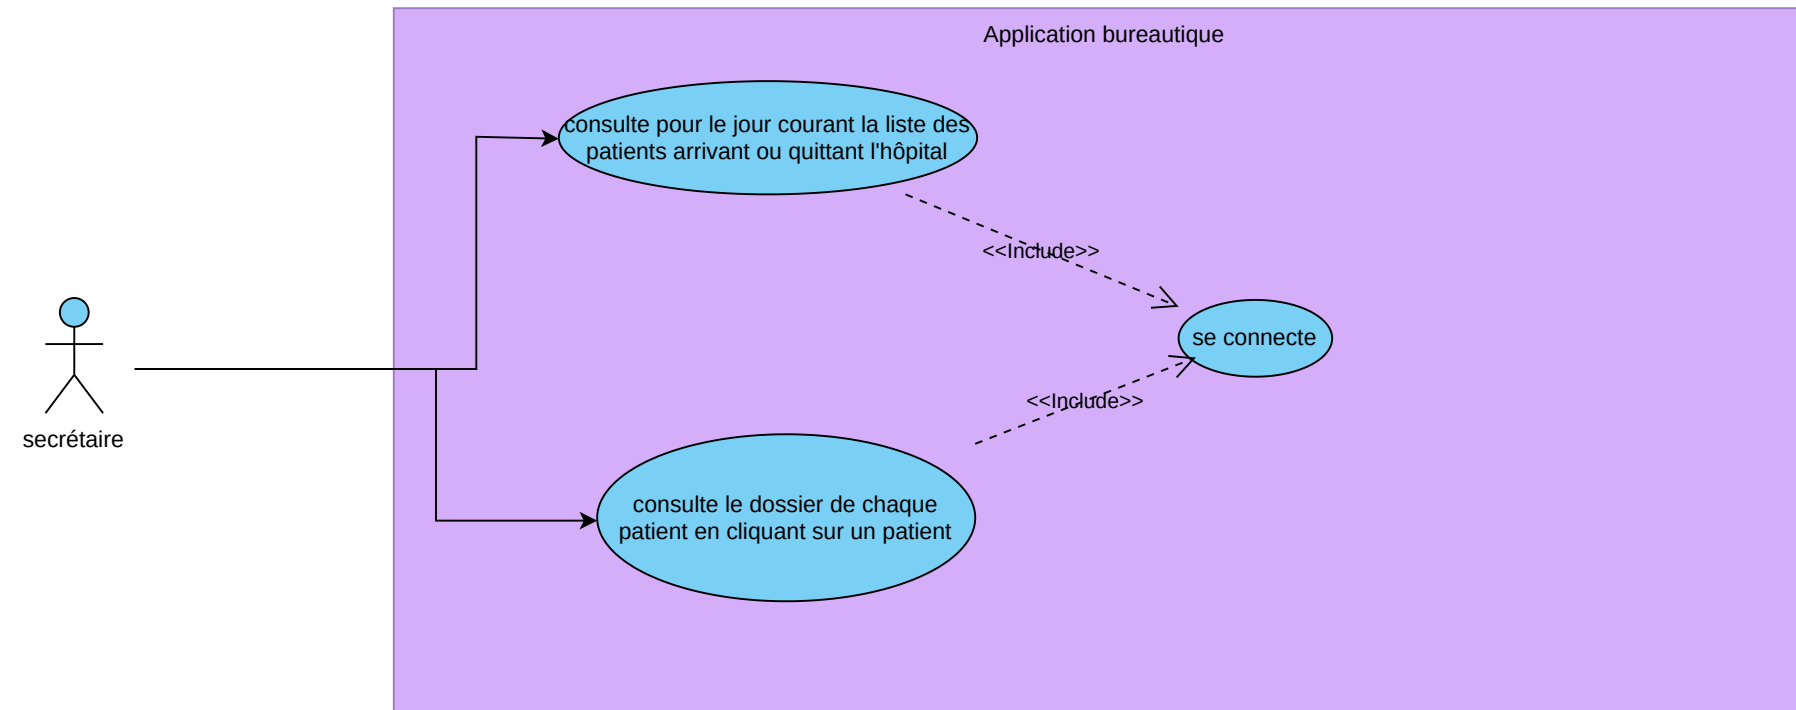 Application bureautique
consulte pour le jour courant la liste des
patients arrivant ou quittant l'hôpital
<<Include>>
se connecte
<<Include>>
secrétaire
consulte le dossier de chaque
patient en cliquant sur un patient